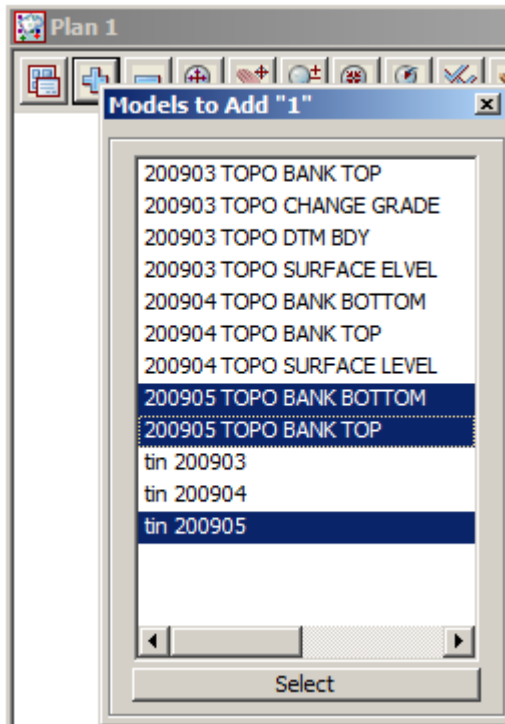 Plan 1
Models to Add "1"
200903 TOPO BANK TOP
200903 TOPO CHANGE GRADE
200903 TOPO DTM BDY
200903 TOPO SURFACE ELVEL
200904 TOPO BANK BOTTOM
200904 TOPO BANK TOP
200904 TOPO SURFACE LEVEL
200905 TOPO BANK BOTTOM
200905 TOPO BANK TOP
tin 200903
tin 200904
tin 200905
Select